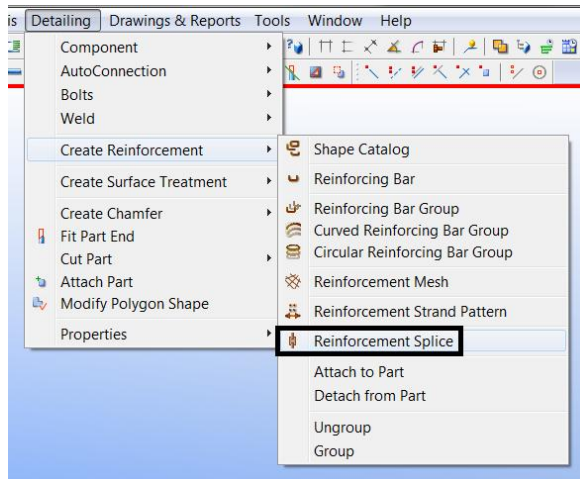 is Detailing Drawings & Reports Tools Window Help
Component
AutoConnection
Bolts
Weld
Create Reinforcement
Create Surface Treatment
Create Chamfer
Fit Part End
Cut Part
Attach Part
Modify Polygon Shape
Properties
Shape Catalog
Reinforcing Bar
Reinforcing Bar Group
Curved Reinforcing Bar Group
Circular Reinforcing Bar Group
Reinforcement Mesh
Reinforcement Strand Pattern
Reinforcement Splice
Attach to Part
Detach from Part
Ungroup
Group